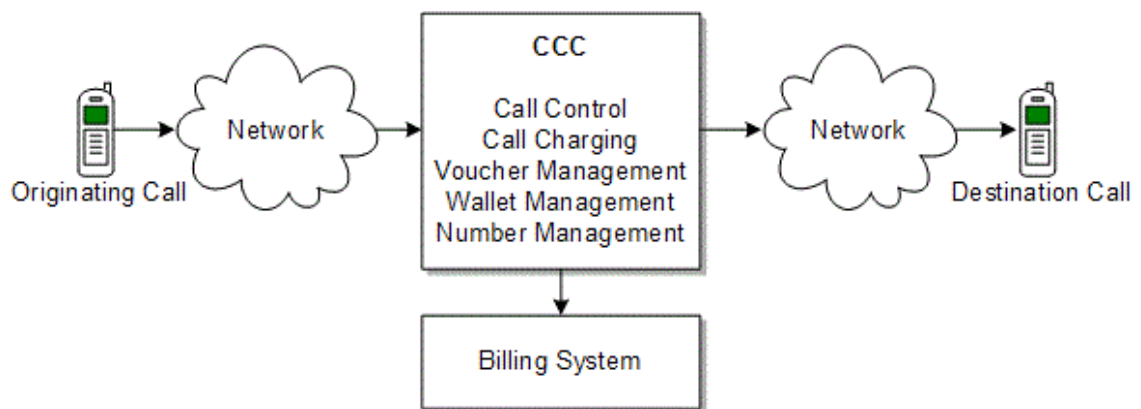 CCC
Call Control
Call Charging
Voucher Management
Wallet Management
Number Management
Network
Network
Originating Call
Destination Call
Billing System